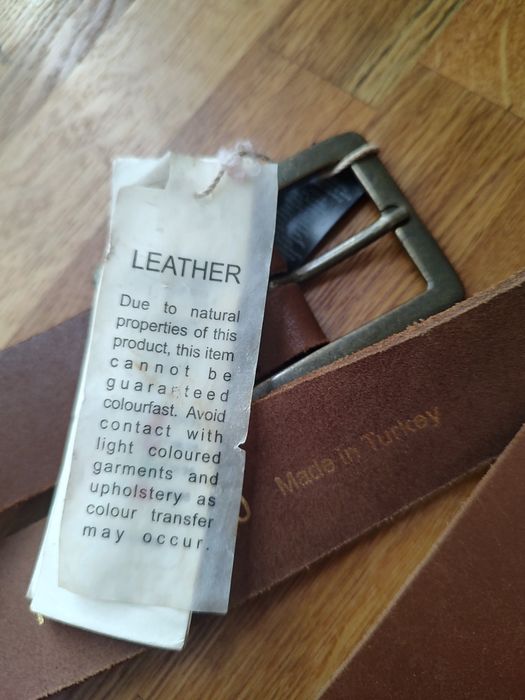 LEATHER
Due to natural
properties of this
product, this item
cannot be
guaranteed
colourfast. Avoid
contact with
light coloured
garments and
upholstery as
colour transfer
may occur.
Made in Turkey